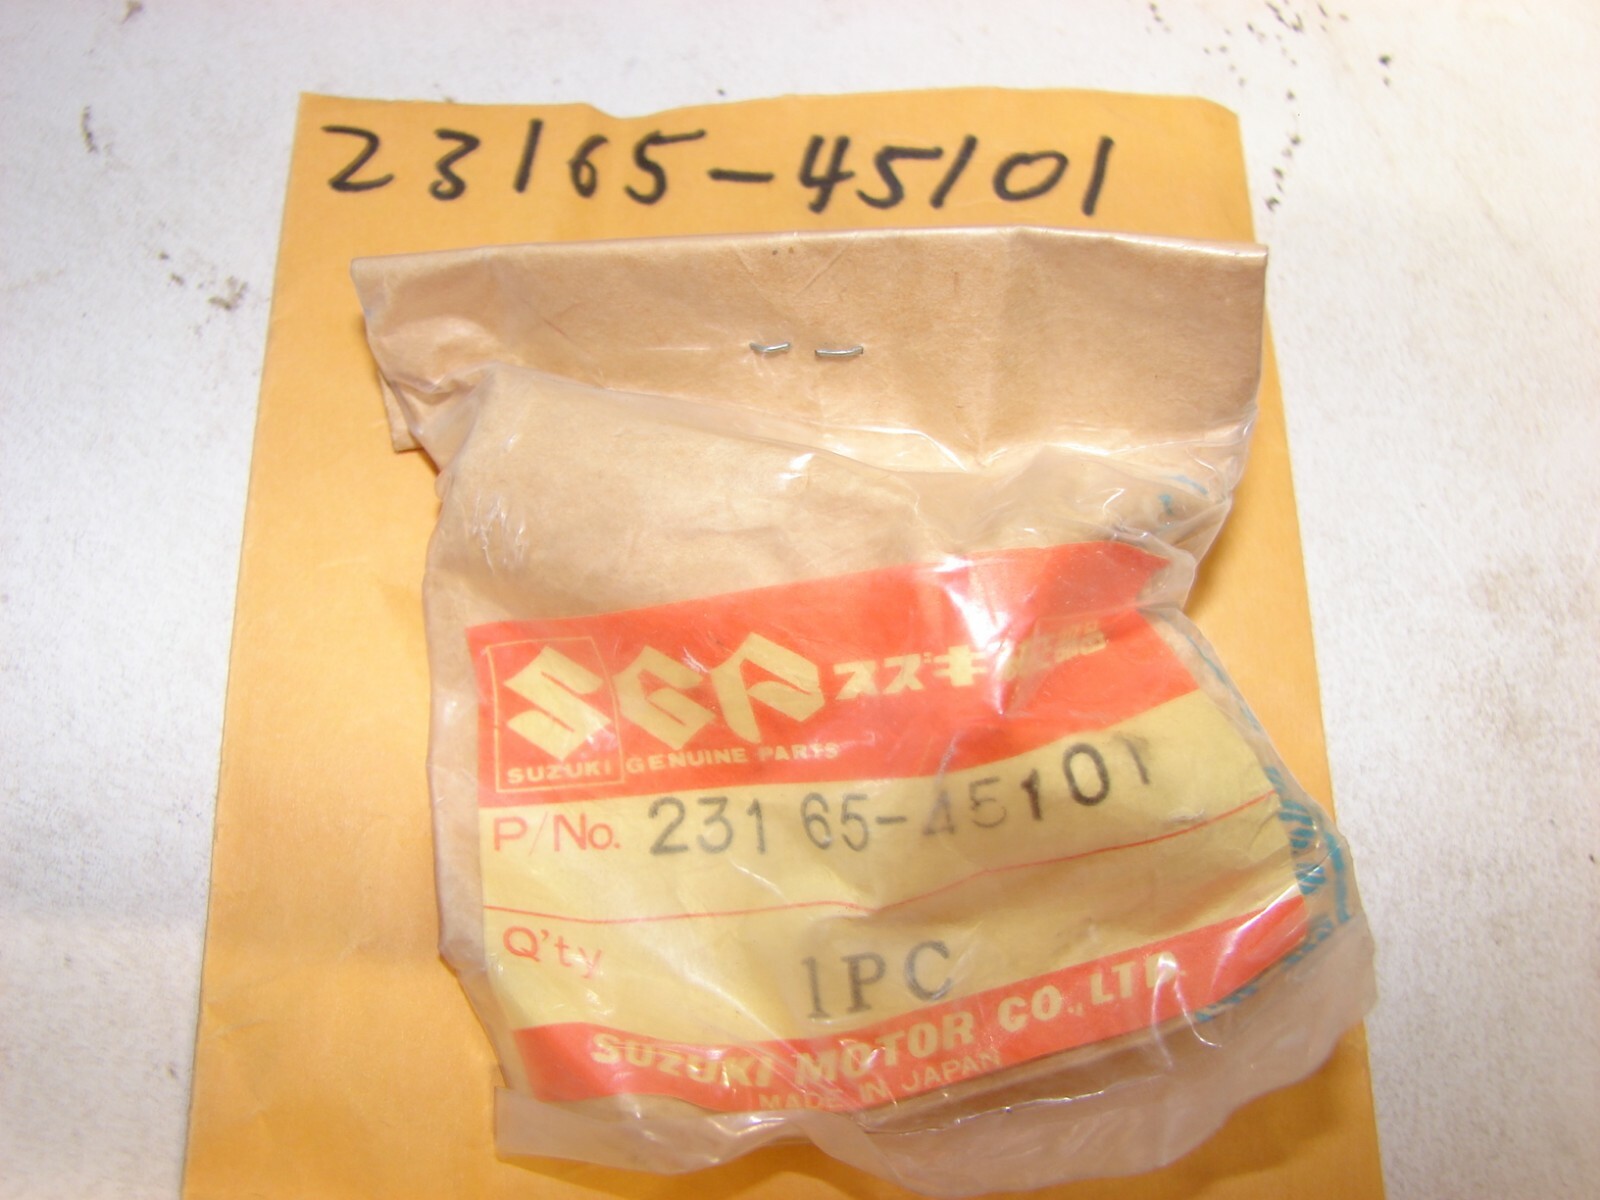 23165-45101
SGP スズキ
SUZUKI GENUINE PARTS
P/No. 23165-45101
Q'ty 1PC
SUZUKI MOTOR CO., LTD.
MADE IN JAPAN